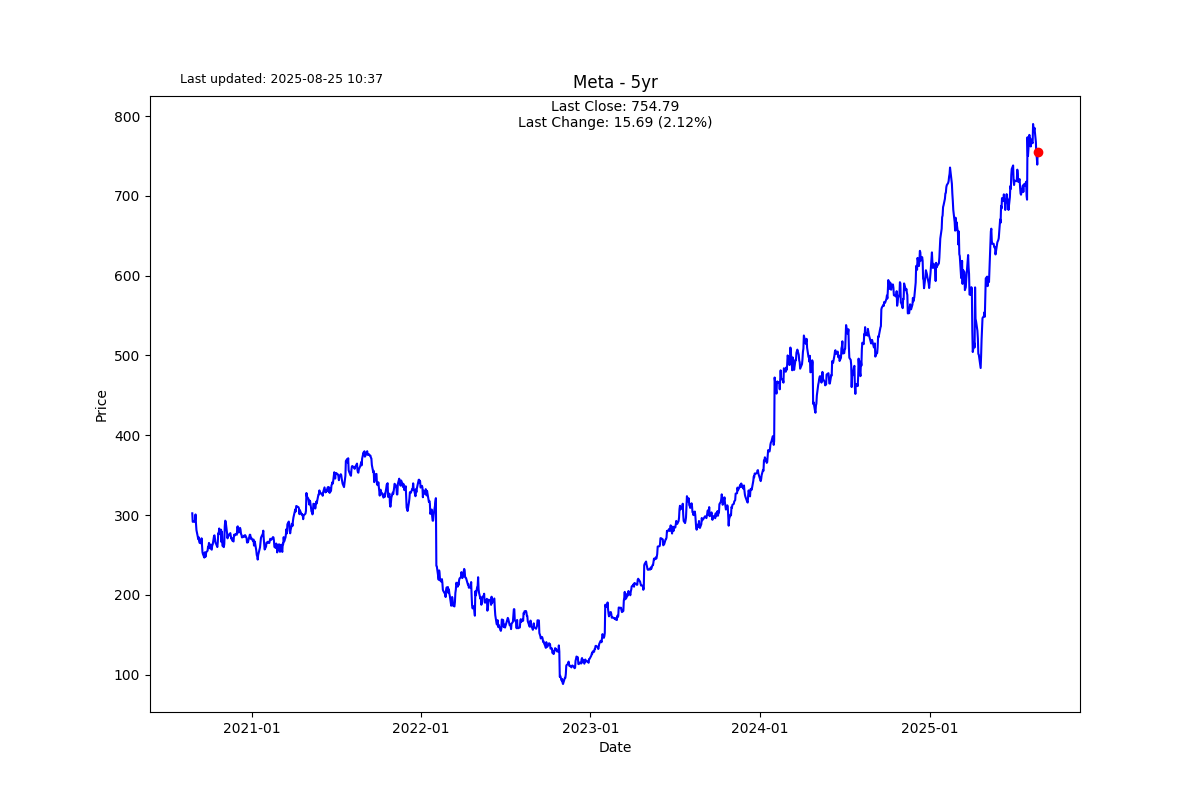 Last updated: 2025-08-25 10:37
Meta - 5yr
Last Close: 754.79
Last Change: 15.69 (2.12%)
800
700
600
500
400
300
200
100
Price
2021-01
2022-01
2023-01
2024-01
2025-01
Date